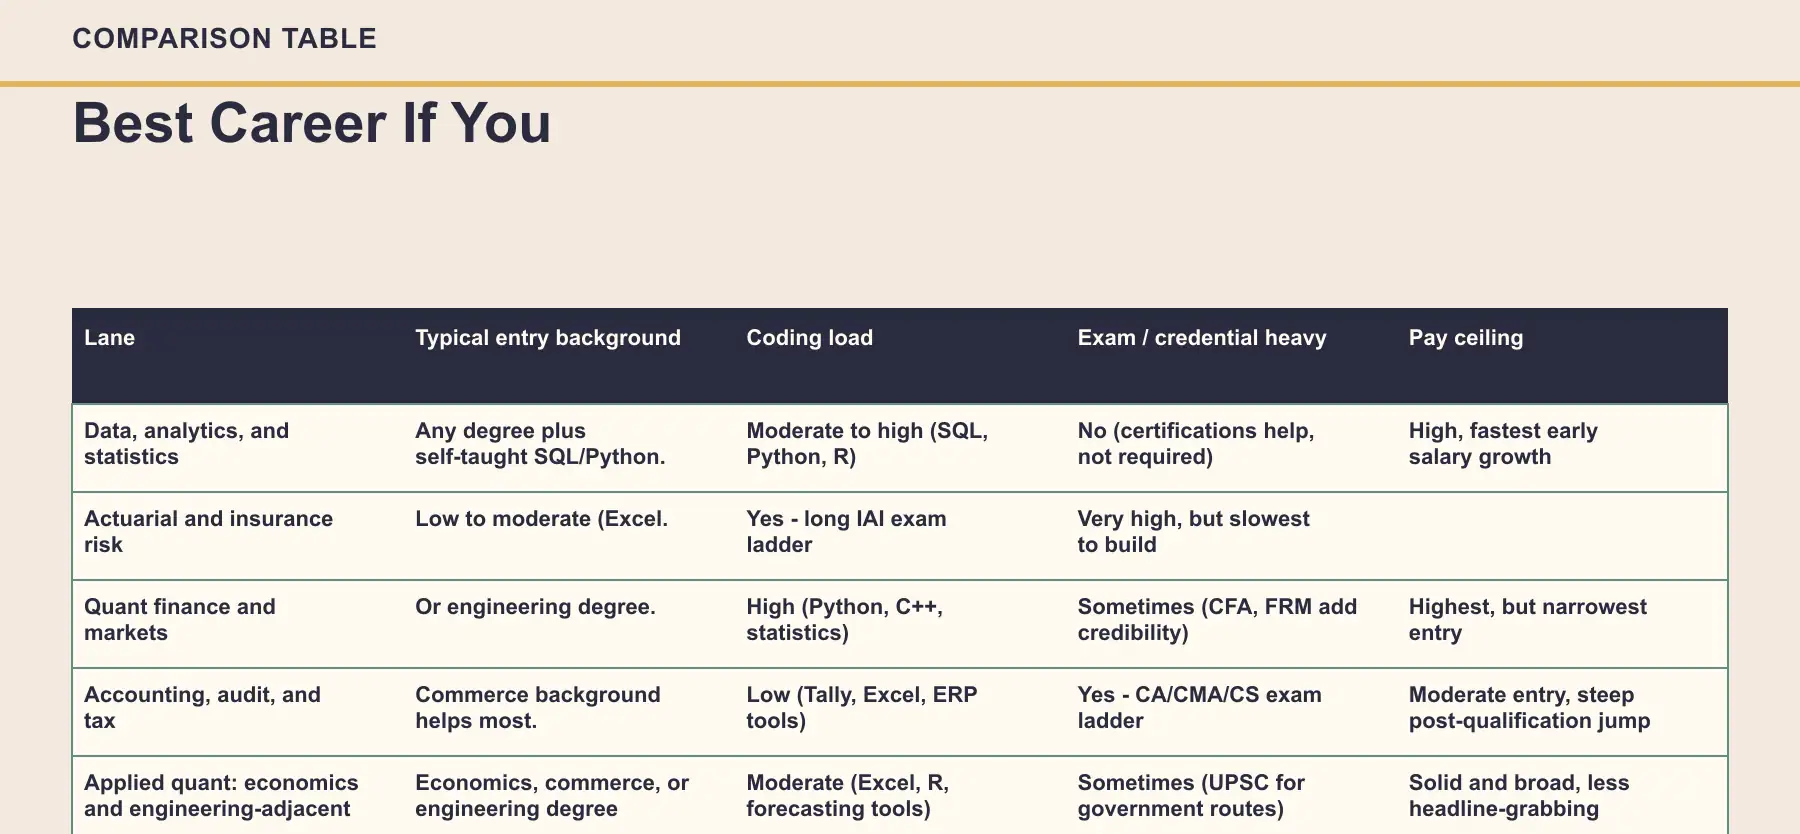 COMPARISON TABLE
Best Career If You
Lane Typical entry background Coding load Exam / credential heavy Pay ceiling
Data, analytics, and Any degree plus Moderate to high (SQL, No (certifications help, High, fastest early
statistics self-taught SQL/Python. Python, R) not required) salary growth
Actuarial and insurance Low to moderate (Excel. Yes - long IAI exam Very high, but slowest
risk ladder to build
Quant finance and Or engineering degree. High (Python, C++, Sometimes (CFA, FRM add Highest, but narrowest
markets statistics) credibility) entry
Accounting, audit, and Commerce background Low (Tally, Excel, ERP Yes - CA/CMA/CS exam Moderate entry, steep
tax helps most. tools) ladder post-qualification jump
Applied quant: economics Economics, commerce, or Moderate (Excel, R, Sometimes (UPSC for Solid and broad, less
and engineering-adjacent engineering degree forecasting tools) government routes) headline-grabbing